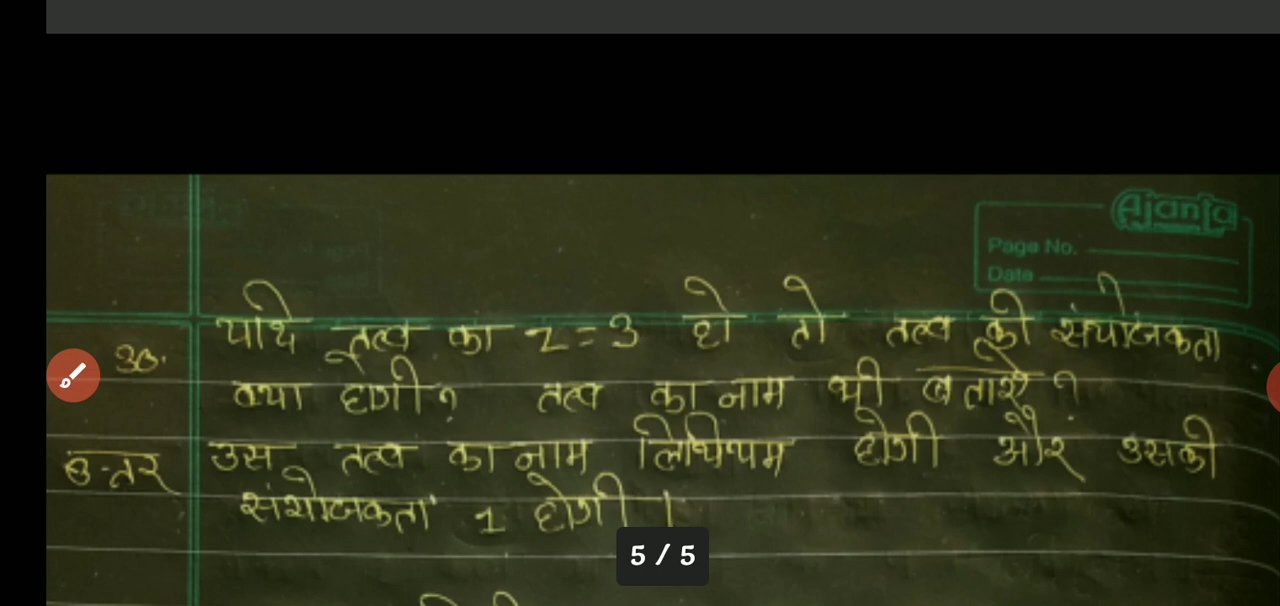 Ajanta
Page No.
Date
30. यदि तत्व का Z = 3 हो तो तत्व की संयोजकता
क्या होगी? तत्व का नाम भी बताऐ ?
उत्तर उस तत्व का नाम लिथियम होगी और उसकी
संयोजकता 1 होगी ।
5 / 5